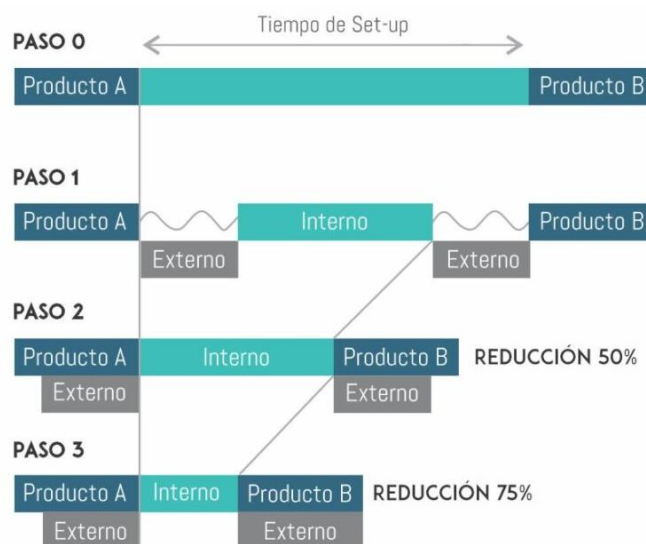 Tiempo de Set-up
PASO 0
Producto A
Producto B
PASO 1
Producto A
Interno
Producto B
Externo
Externo
PASO 2
Producto A
Interno
Producto B
REDUCCIÓN 50%
Externo
Externo
PASO 3
Producto A
Interno
Producto B
REDUCCIÓN 75%
Externo
Externo